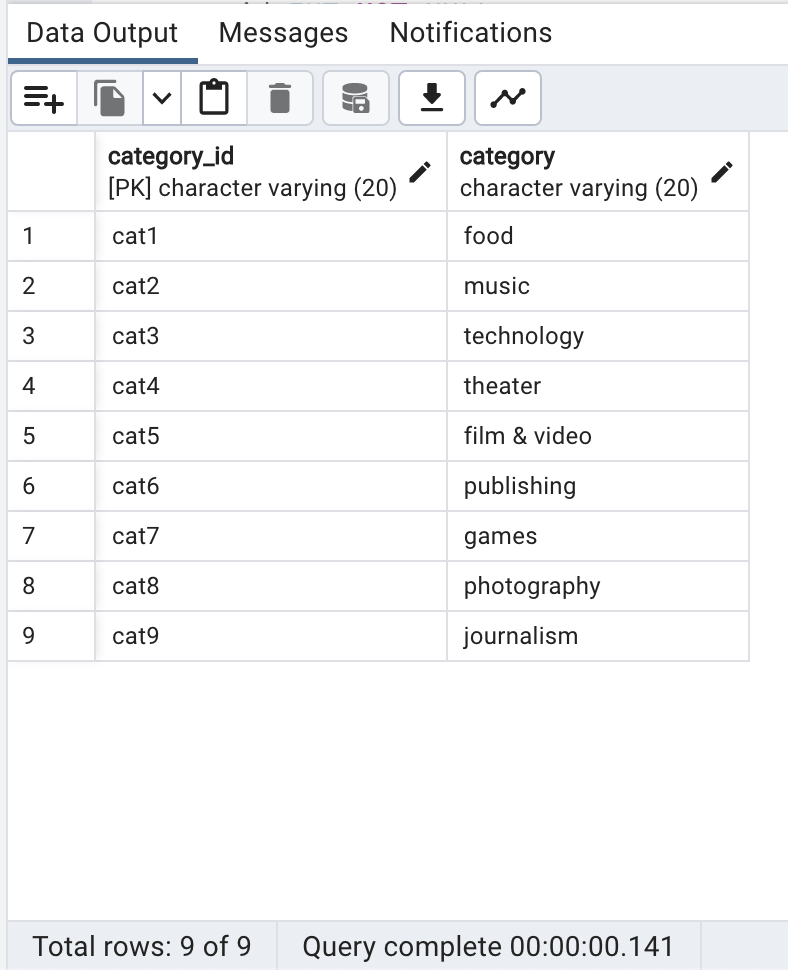 Data Output Messages Notifications
category_id category
[PK] character varying (20) character varying (20)
1 cat1 food
2 cat2 music
3 cat3 technology
4 cat4 theater
5 cat5 film & video
6 cat6 publishing
7 cat7 games
8 cat8 photography
9 cat9 journalism
Total rows: 9 of 9 Query complete 00:00:00.141